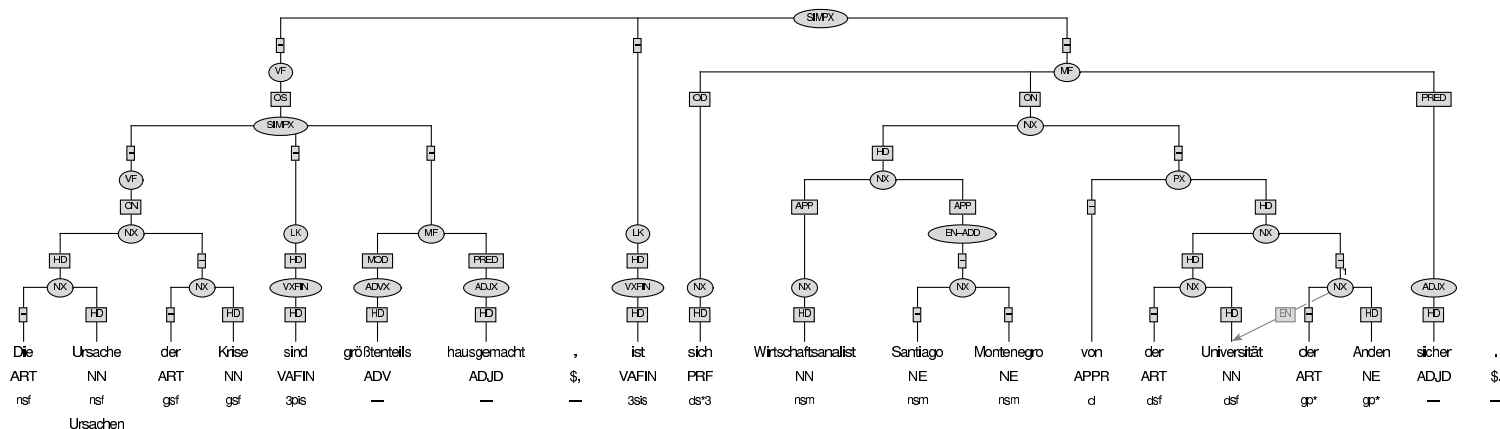 SIMPX
– – –
VF MF
OS OD ON PRED
SIMPX NX
– – – HD –
VF NX PX
ON APP APP – HD
NX LK MF LK EN–ADD NX
HD – HD MOD PRED HD – HD –
NX NX VXFIN ADVX ADJX VXFIN NX NX NX NX NX ADJX
– HD – HD HD HD HD HD HD HD – – – HD EN – HD HD
Die Ursache der Krise sind größtenteils hausgemacht , ist sich Wirtschaftsanalist Santiago Montenegro von der Universität der Anden sicher .
ART NN ART NN VAFIN ADV ADJD $, VAFIN PRF NN NE NE APPR ART NN ART NE ADJD $.
nsf nsf gsf gsf 3pis — — — 3sis ds*3 nsm nsm nsm d dsf dsf gp* gp* — —
Ursachen